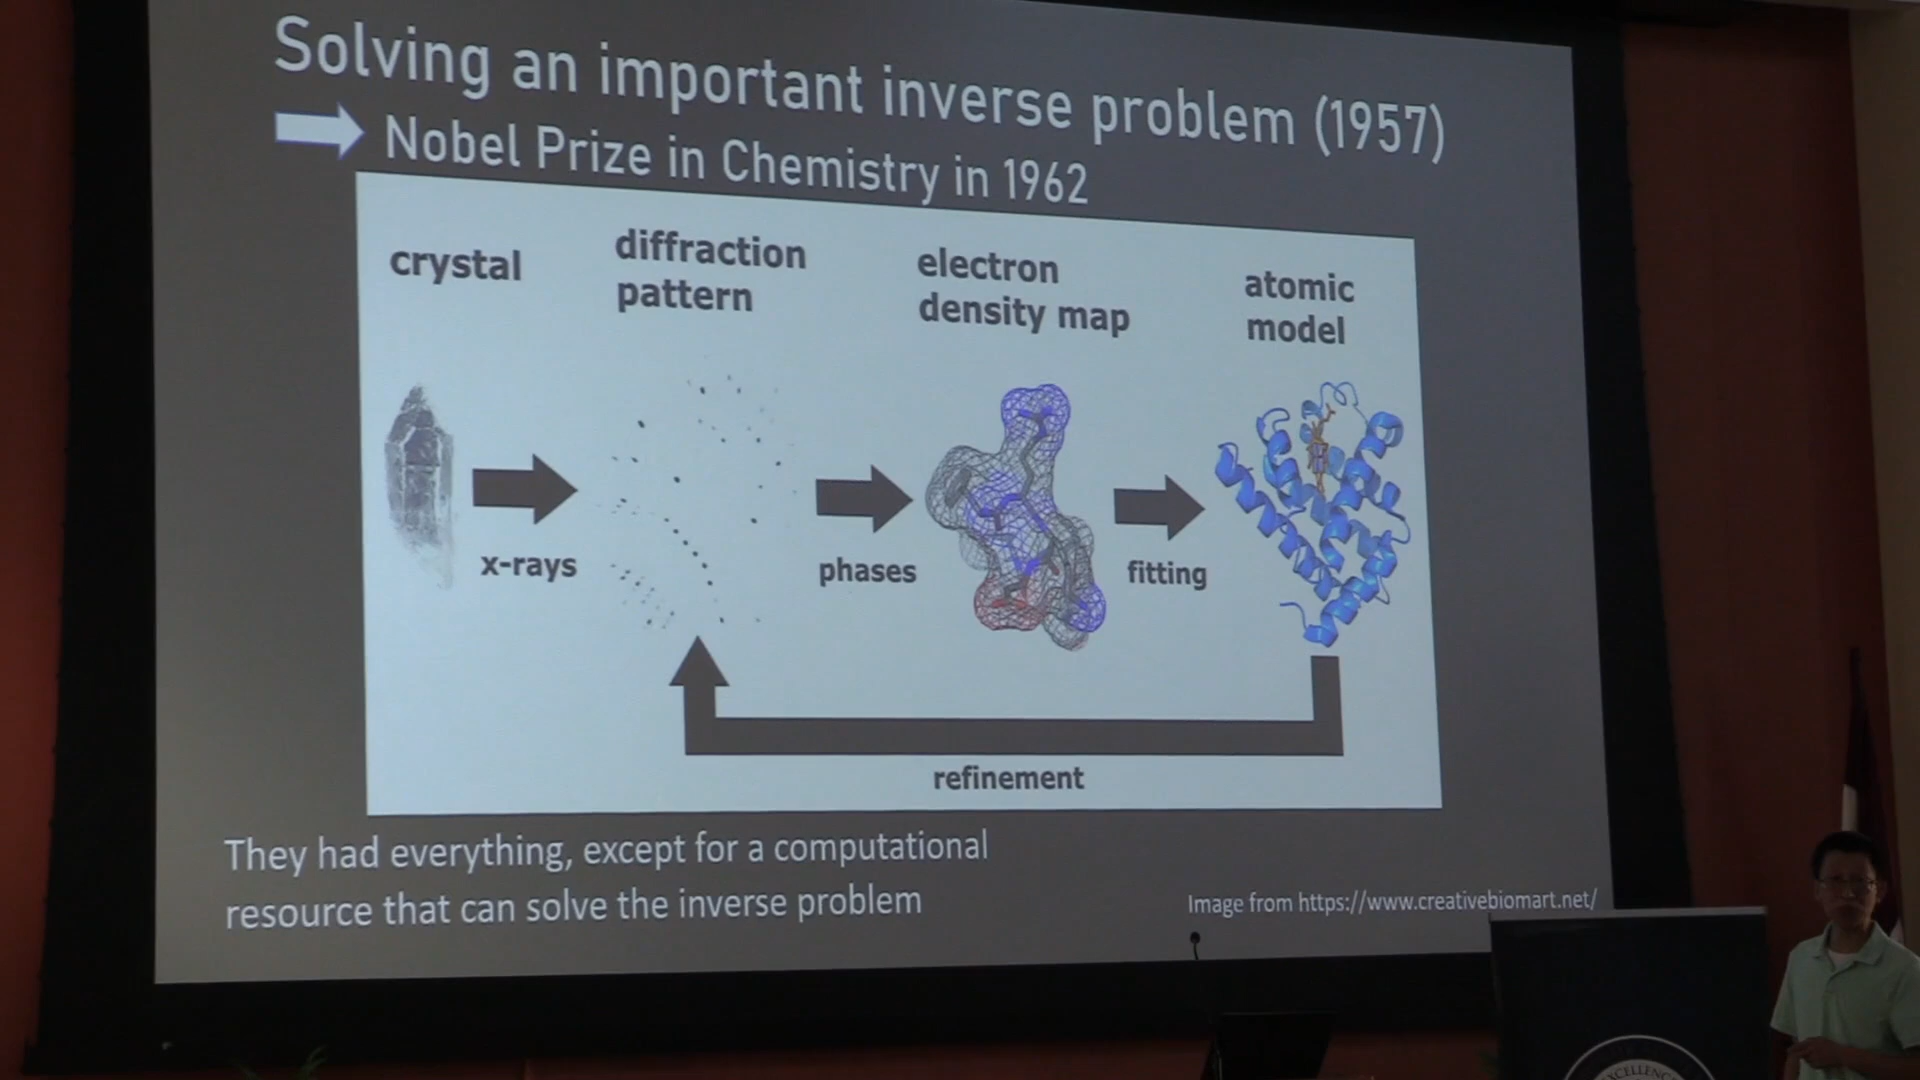 Solving an important inverse problem (1957)
Nobel Prize in Chemistry in 1962
crystal
diffraction
pattern
electron
density map
atomic
model
x-rays
phases
fitting
refinement
They had everything, except for a computational
resource that can solve the inverse problem
Image from https://www.creativebiomart.net/